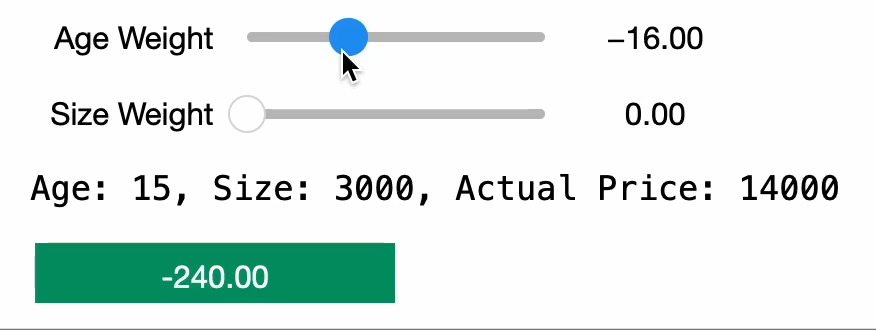 Age Weight −16.00
Size Weight 0.00
Age: 15, Size: 3000, Actual Price: 14000
-240.00